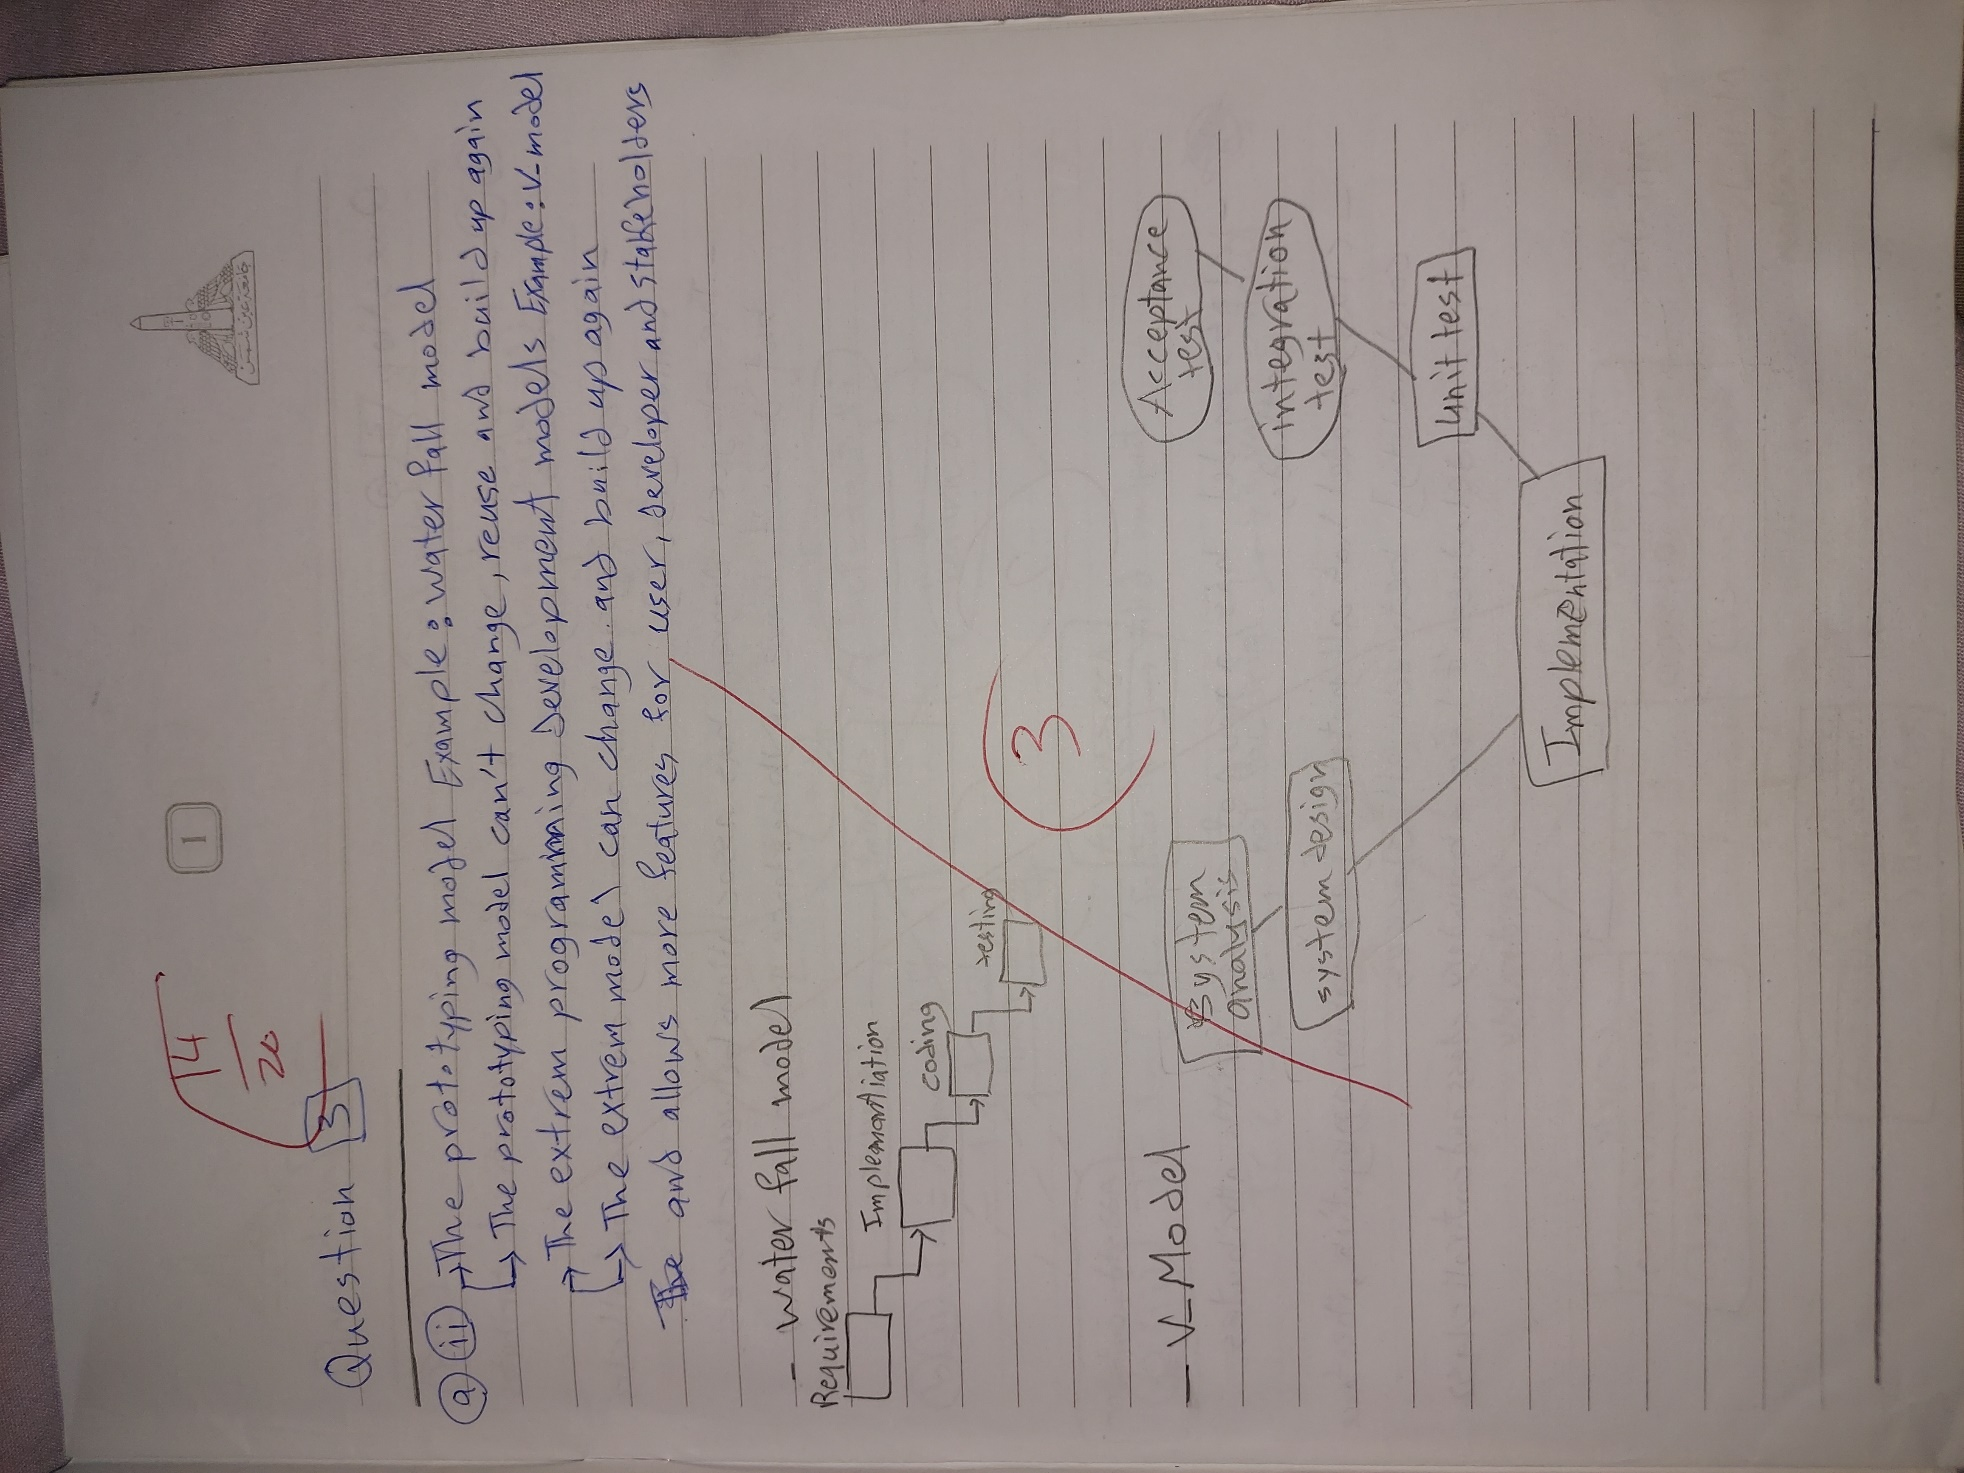 1
14
20
Question 3
a ii → The prototyping model Example: water fall model
→ The prototyping model can't change, reuse and build up again
→ The extrem programming development models Example: V-model
→ The extrem model can change and build up again
The and allows more features for user, developer and stakeholders
- water fall model
Requirements
Implemantiation
coding
testing
3
- V-Model
System
analysis
system design
Implementation
Unit test
integration
test
Acceptance
test